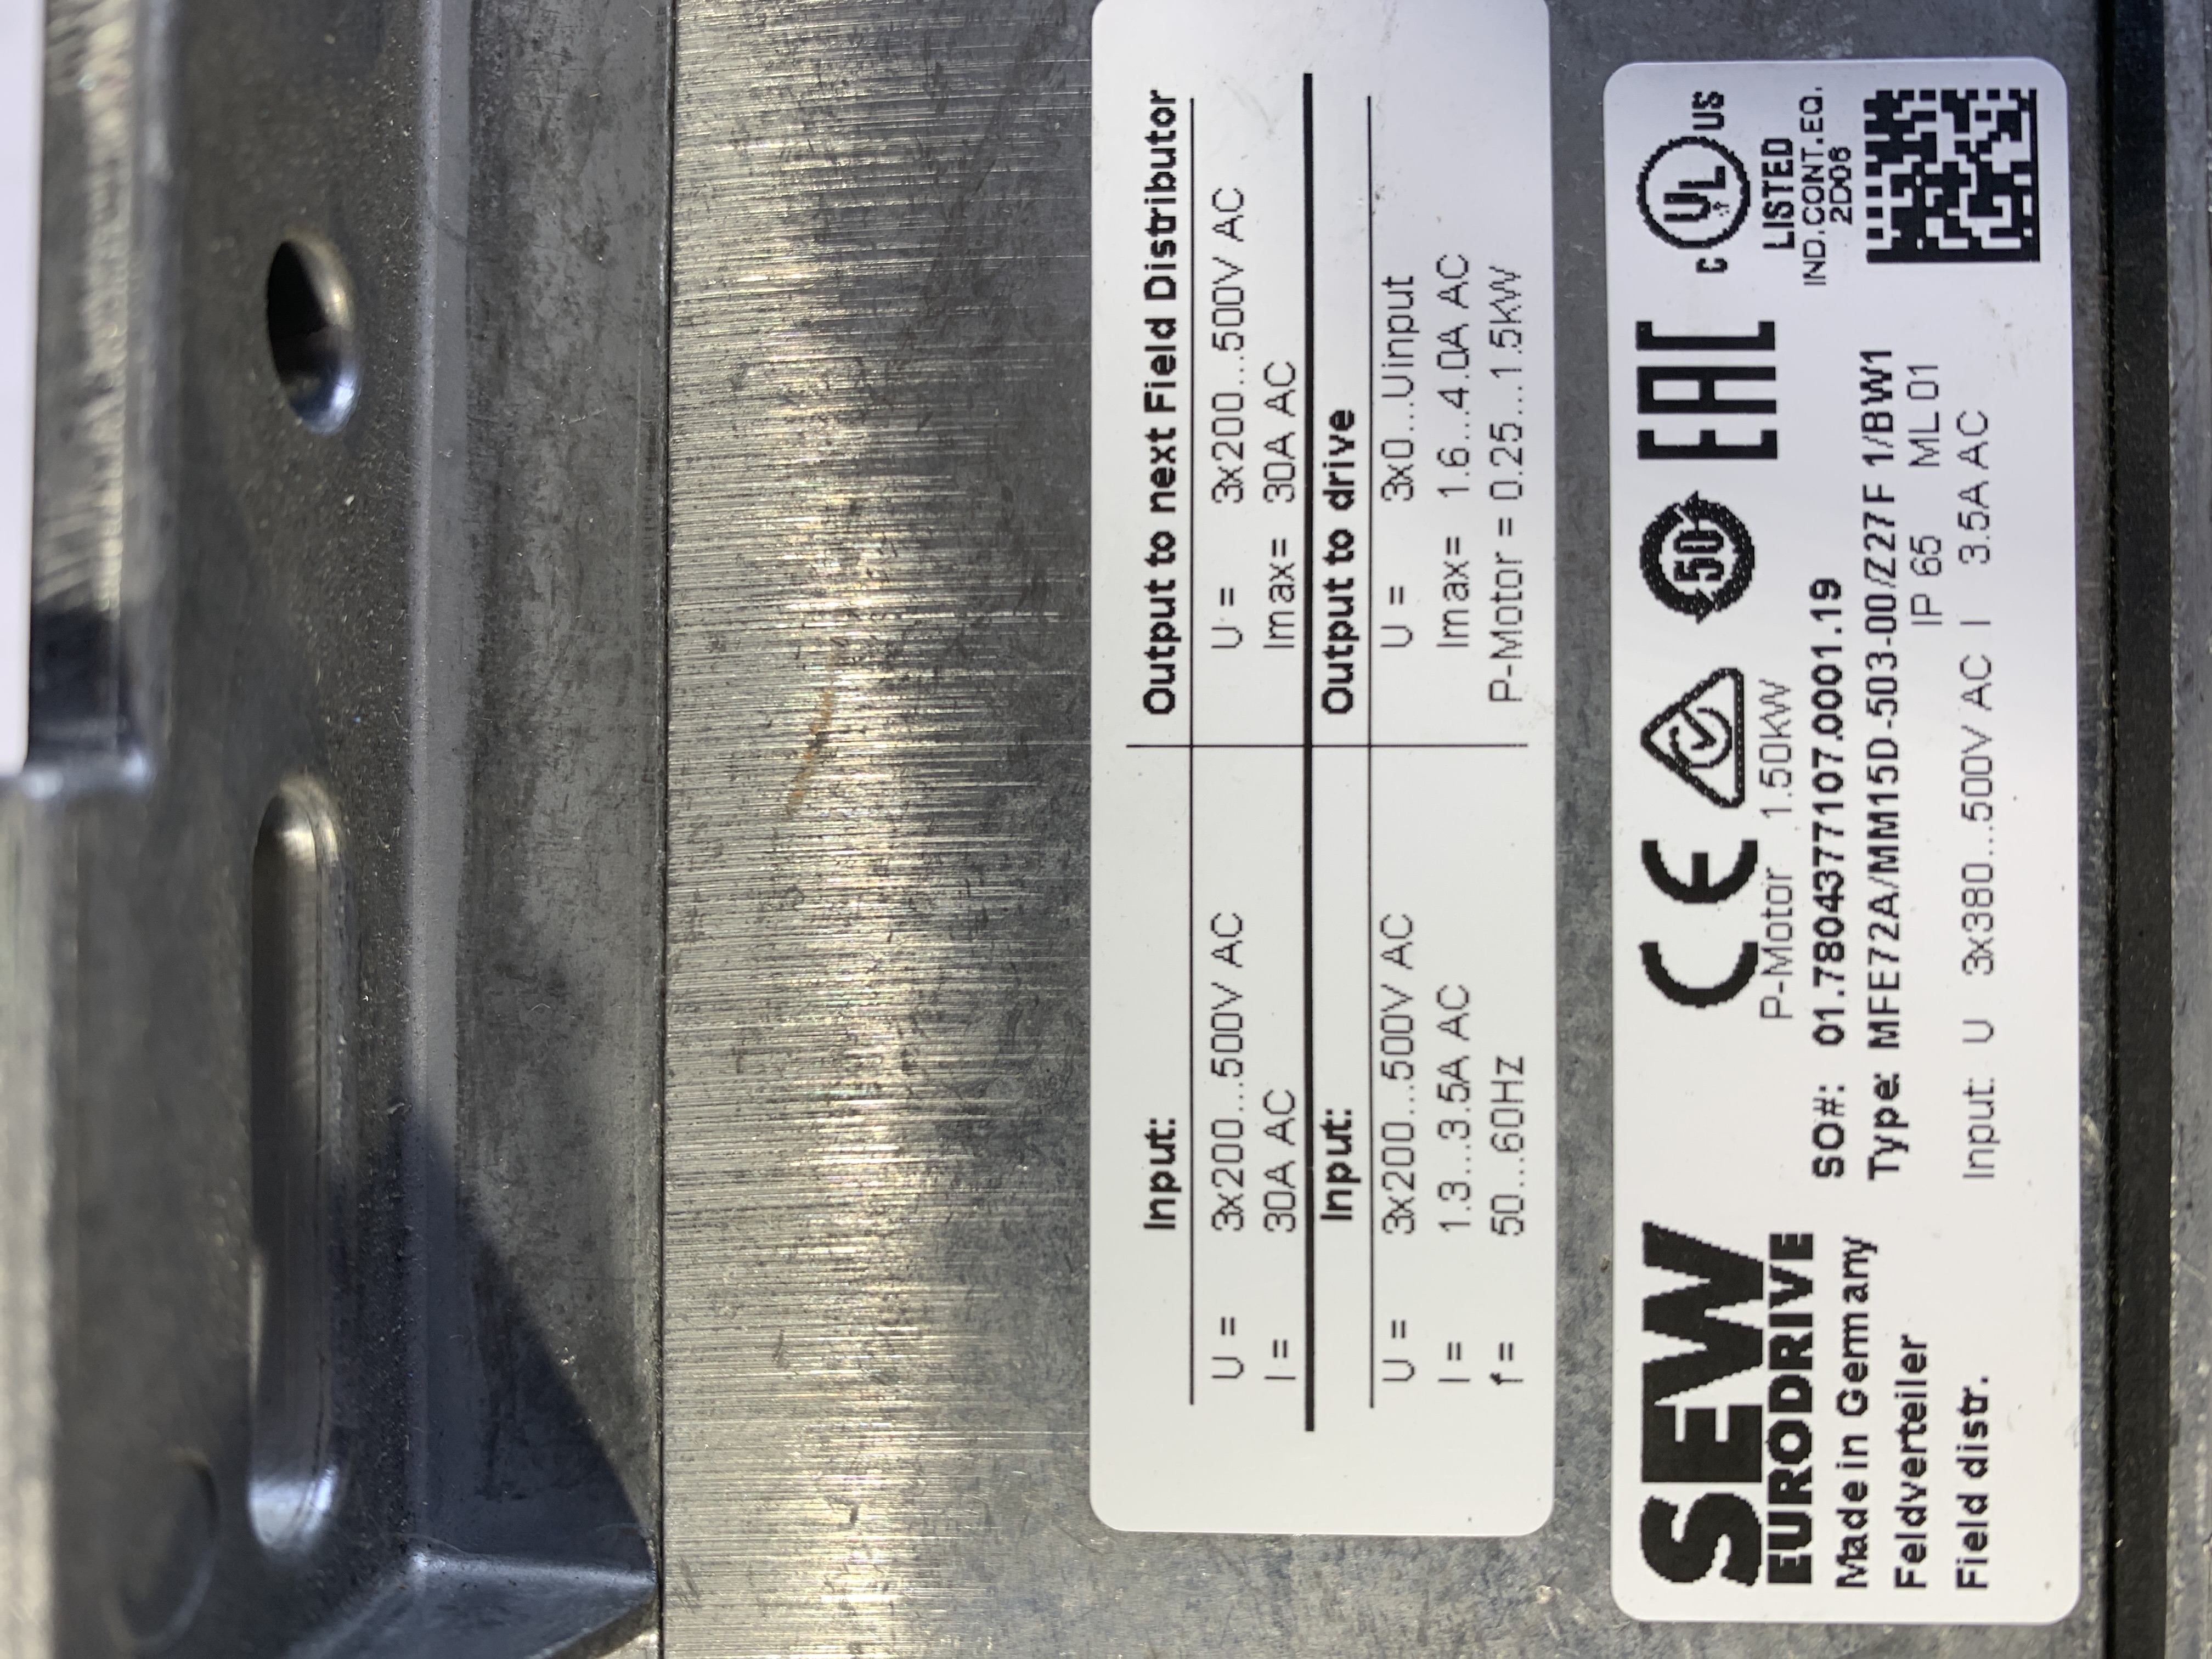 Input:
Output to next Field Distributor
U = 3x200...500V AC
U = 3x200...500V AC
I = 30A AC
Imax= 30A AC
Input:
Output to drive
U = 3x200...500V AC
U = 3x0...Uinput
I = 1.3...3.5A AC
Imax= 1.6...4.0A AC
f = 50...60Hz
P-Motor = 0.25...1.5kW
SEW
EURODRIVE
Made in Germany
Feldverteiler
Field distr.
CE
50
EAC
C UL US
LISTED
IND.CONT.EQ.
2D06
P-Motor 1.50kW
SO#: 01.7804377107.0001.19
Type: MFE72A/MM15D-503-00/Z27F 1/BW1
IP 65 ML01
Input: U 3x380...500V AC I 3.5A AC